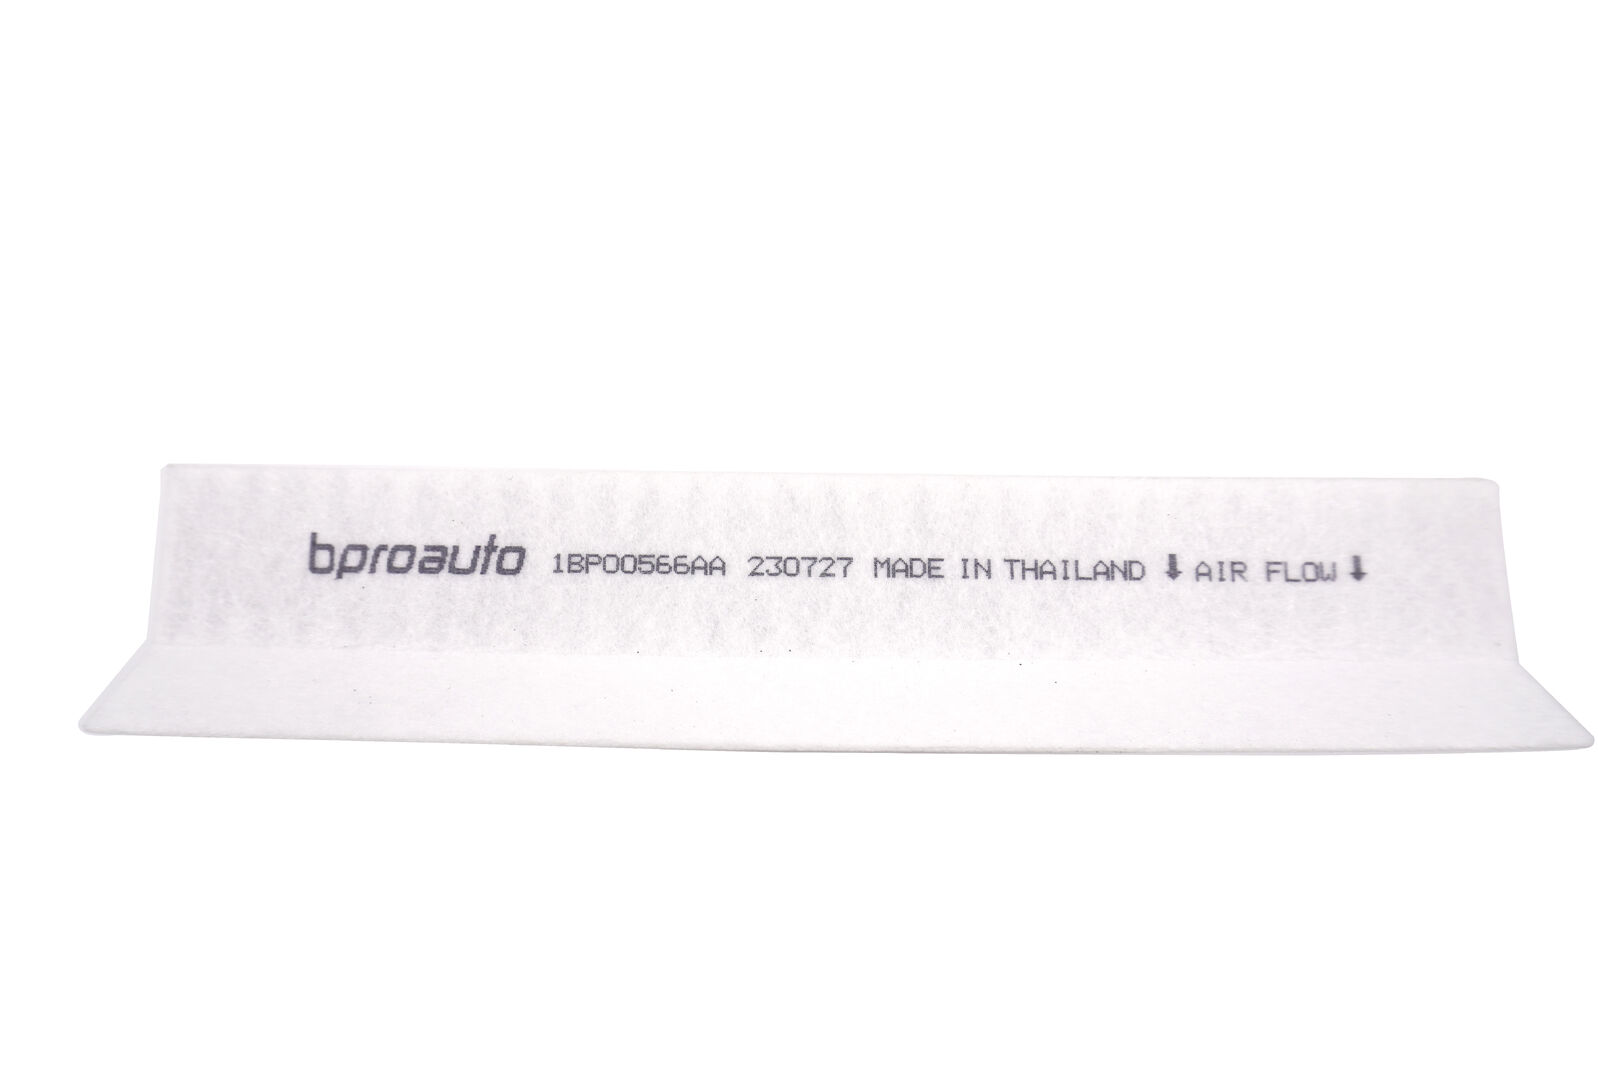 bproauto 1BP00566AA 230727 MADE IN THAILAND ⬇ AIR FLOW ⬇